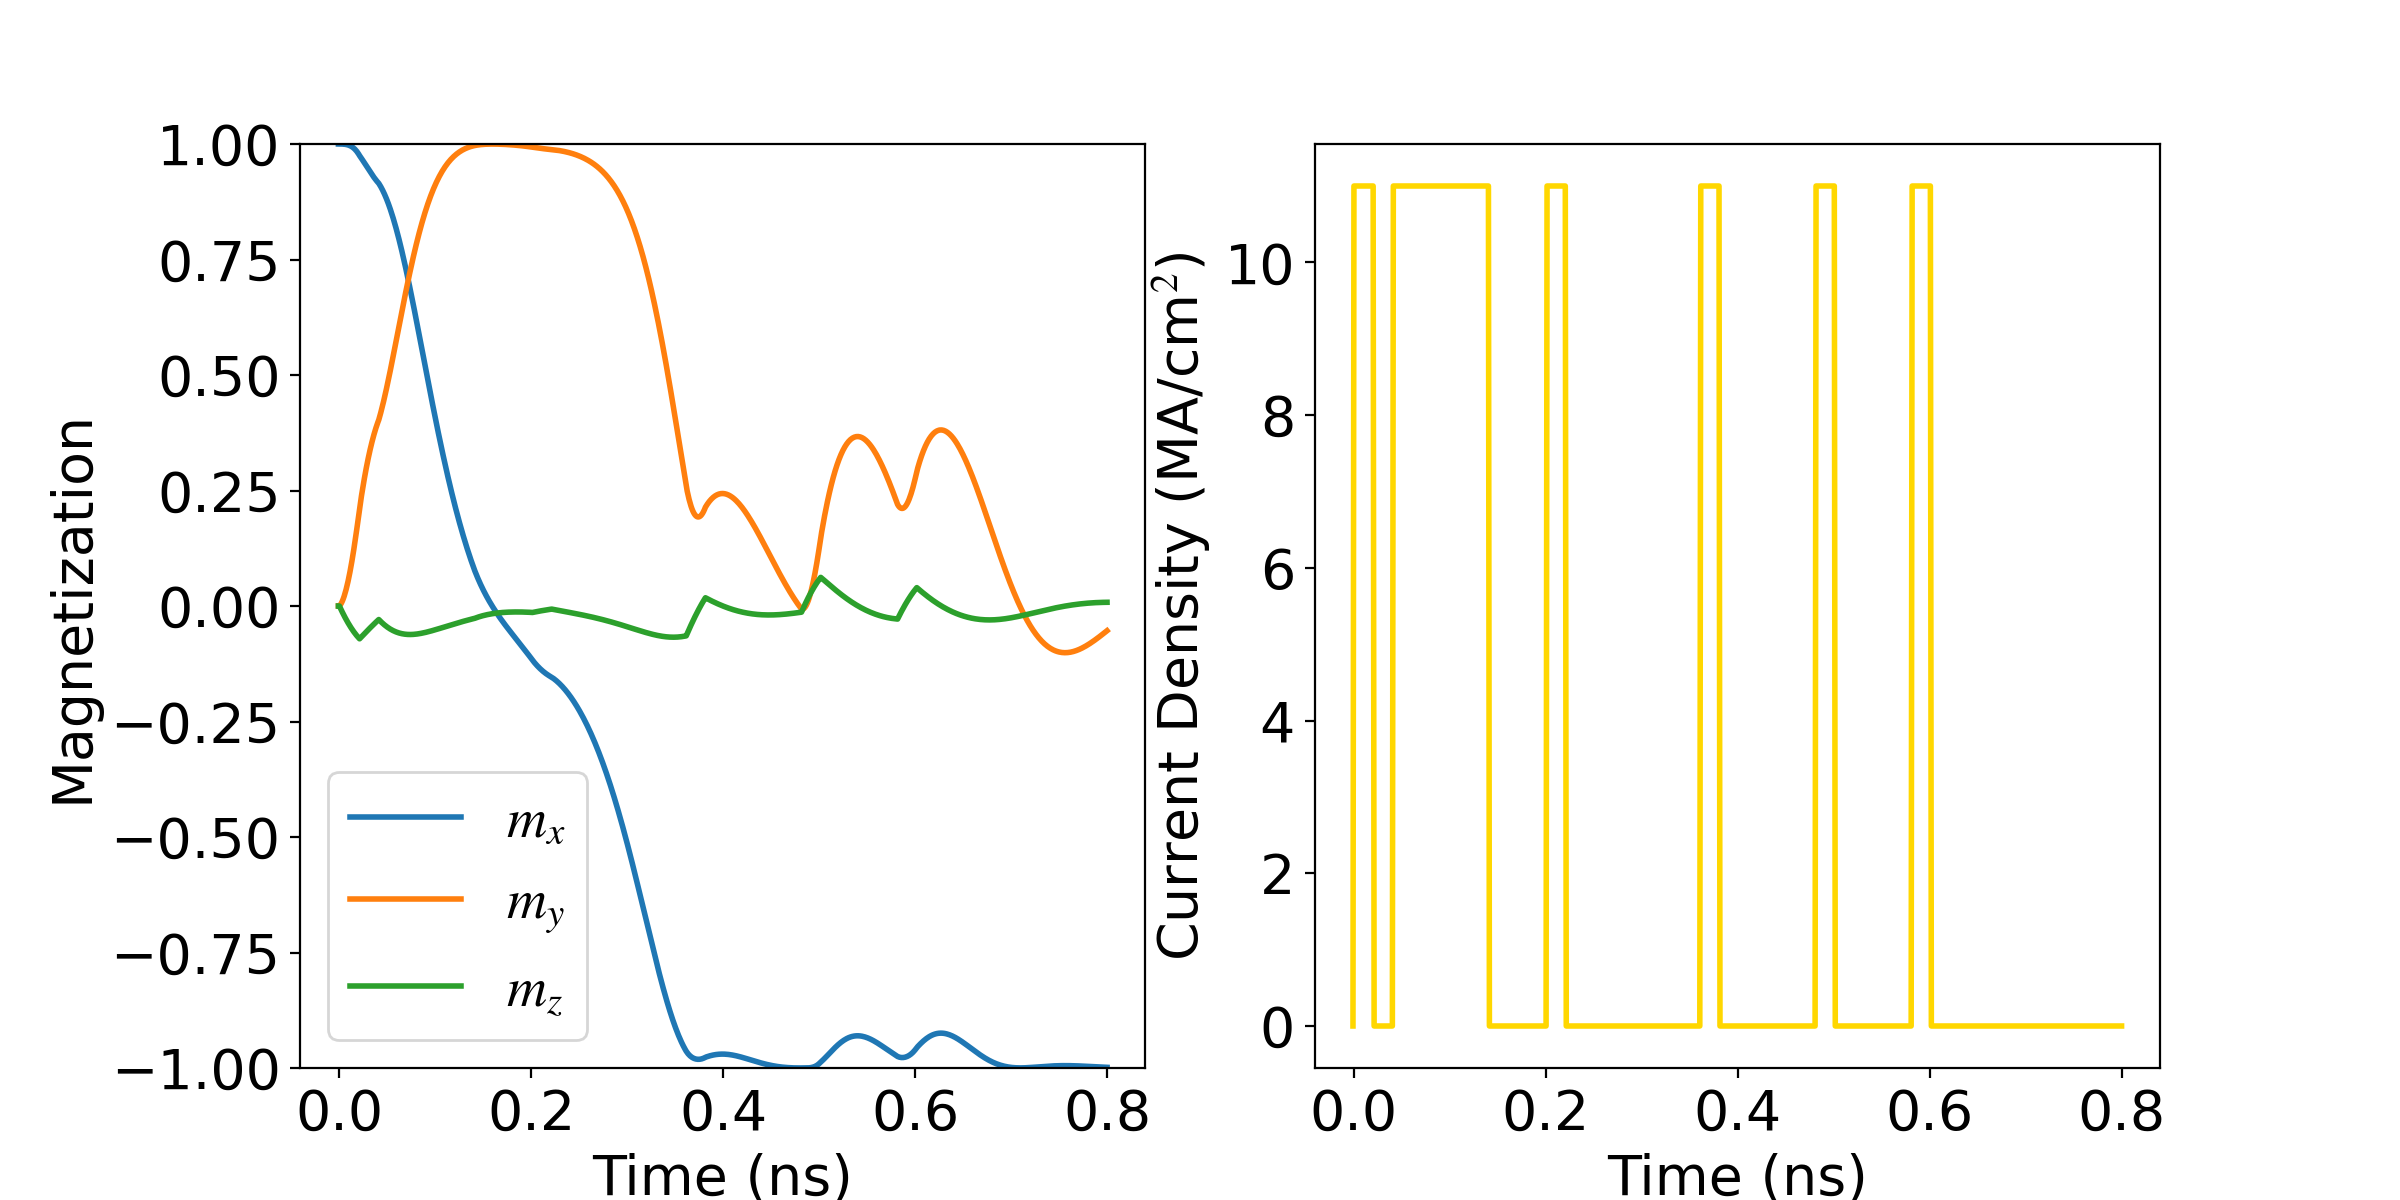 Magnetization
1.00
0.75
0.50
0.25
0.00
−0.25
−0.50
−0.75
−1.00
m_x
m_y
m_z
0.0 0.2 0.4 0.6 0.8
Time (ns)
Current Density (MA/cm²)
10
8
6
4
2
0
0.0 0.2 0.4 0.6 0.8
Time (ns)